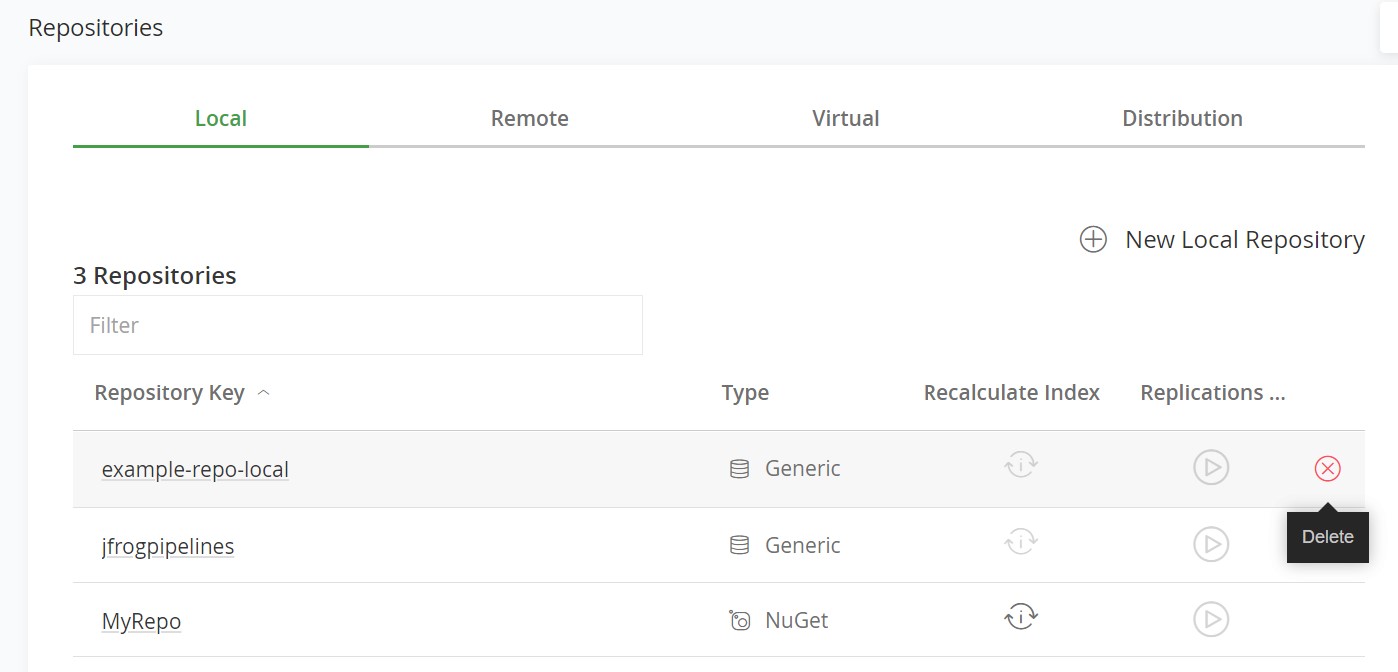 Repositories
Local Remote Virtual Distribution
New Local Repository
3 Repositories
Filter
Repository Key Type Recalculate Index Replications ...
example-repo-local Generic
Delete
jfrogpipelines Generic
MyRepo NuGet